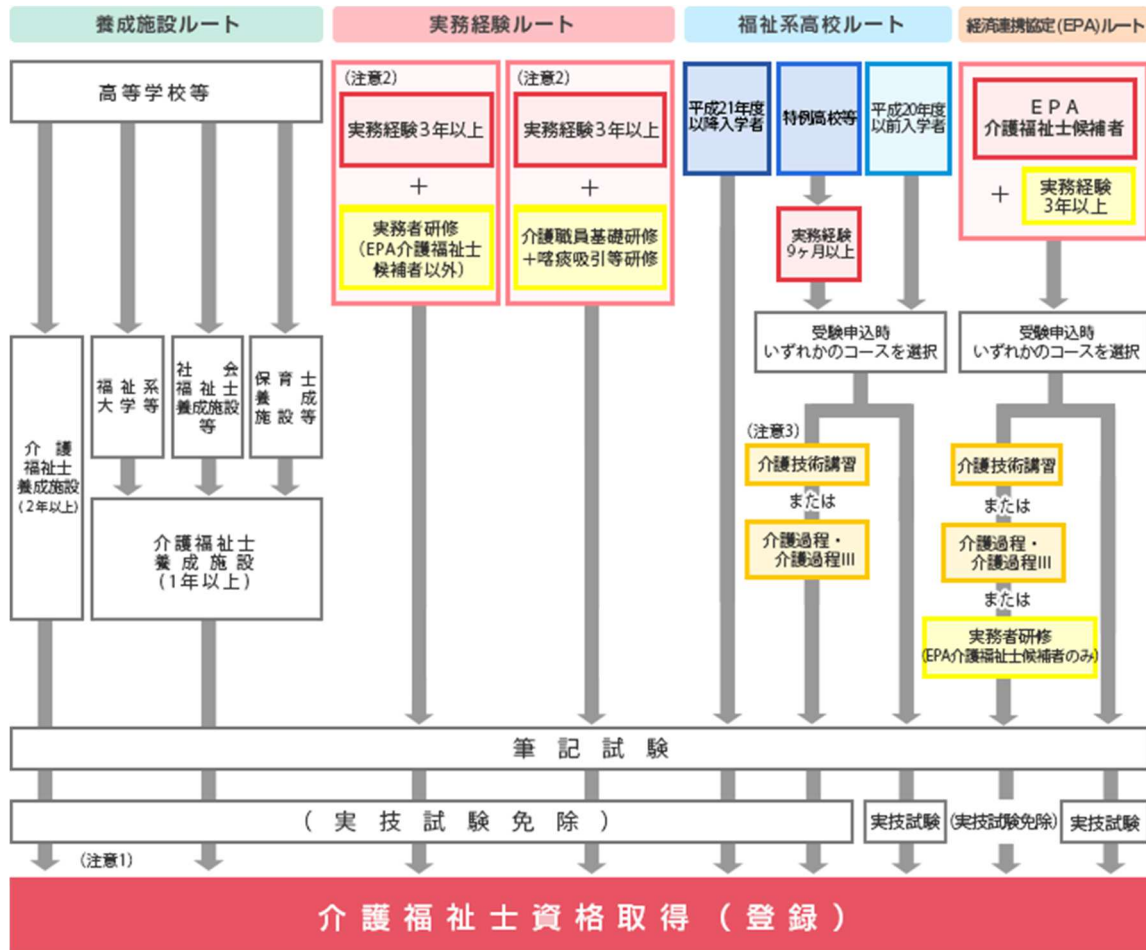 養成施設ルート
実務経験ルート
福祉系高校ルート
経済連携協定(EPA)ルート
高等学校等
介護
福祉士
養成施設
(2年以上)
福祉系
大学等
社会
福祉士
養成施設
等
保育士
養成
施設等
介護福祉士
養成施設
(1年以上)
(注意2)
実務経験3年以上
+
実務者研修
(EPA介護福祉士
候補者以外)
(注意2)
実務経験3年以上
+
介護職員基礎研修
+喀痰吸引等研修
平成21年度
以降入学者
特例高校等
平成20年度
以前入学者
実務経験
9ヶ月以上
受験申込時
いずれかのコースを選択
(注意3)
介護技術講習
または
介護過程・
介護過程III
EPA
介護福祉士候補者
+
実務経験
3年以上
受験申込時
いずれかのコースを選択
介護技術講習
または
介護過程・
介護過程III
または
実務者研修
(EPA介護福祉士候補者のみ)
筆記試験
(実技試験免除)
実技試験
(実技試験免除)
実技試験
(注意1)
介護福祉士資格取得(登録)